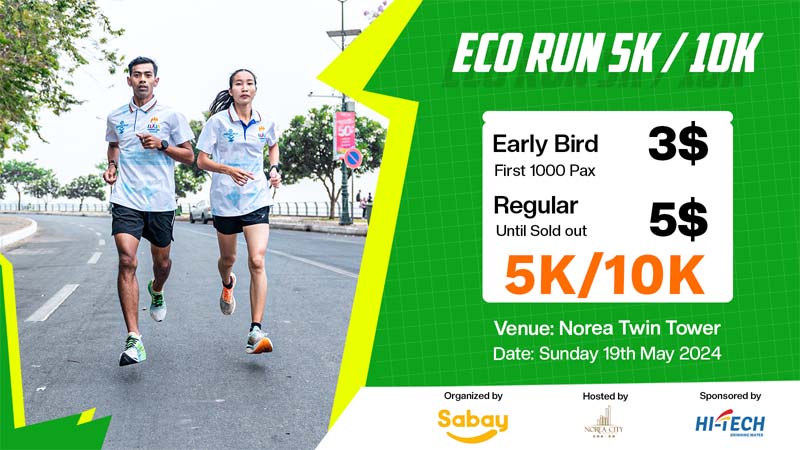 ECO RUN 5K / 10K
Early Bird 3$
First 1000 Pax
Regular 5$
Until Sold out
5K/10K
Venue: Norea Twin Tower
Date: Sunday 19th May 2024
Organized by
Sabay
Hosted by
NOREA CITY
Sponsored by
HI-TECH
DRINKING WATER
50%